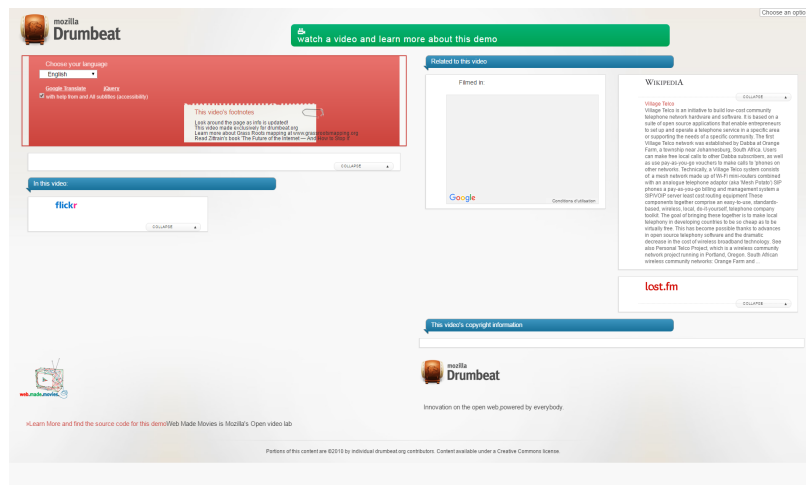 Choose an optio
mozilla
Drumbeat
watch a video and learn more about this demo
Choose your language
English
Google Translate jQuery
with help from and All subtitles (accessibility)
This video's footnotes
Look around the page as info is updated!
This video made exclusively for drumbeat.org
Learn more about Grass Roots mapping at www.grassrootsmapping.org
Read Zittrain's book 'The Future of the Internet — And How to Stop It'
COLLAPSE
In this video:
flickr
COLLAPSE
Related to this video
Filmed in:
Google
Conditions d'utilisation
WIKIPEDIA
COLLAPSE
Village Telco
Village Telco is an initiative to build low-cost community
telephone network hardware and software. It is based on a
suite of open source applications that enable entrepreneurs
to set up and operate a telephone service in a specific area
or supporting the needs of a specific community. The first
Village Telco network was established by Dabba at Orange
Farm, a township near Johannesburg, South Africa. Users
can make free local calls to other Dabba subscribers, as well
as use pay-as-you-go vouchers to make calls to 'phones on
other networks. Technically, a Village Telco system consists
of a mesh network made up of Wi-Fi mini-routers combined
with an analogue telephone adaptor (aka 'Mesh Potato') SIP
phones a pay-as-you-go billing and management system a
SIP/VOIP server least cost routing equipment These
components together comprise an easy-to-use, standards-
based, wireless, local, do-it-yourself, telephone company
toolkit. The goal of bringing these together is to make local
telephony in developing countries to be so cheap as to be
virtually free. This has become possible thanks to advances
in open source telephony software and the dramatic
decrease in the cost of wireless broadband technology. See
also Personal Telco Project, which is a wireless community
network project running in Portland, Oregon. South African
wireless community networks: Orange Farm and ...
lost.fm
COLLAPSE
This video's copyright information
web.made.movies
mozilla
Drumbeat
Innovation on the open web,powered by everybody.
»Learn More and find the source code for this demoWeb Made Movies is Mozilla's Open video lab
Portions of this content are ©2010 by individual drumbeat.org contributors. Content available under a Creative Commons license.